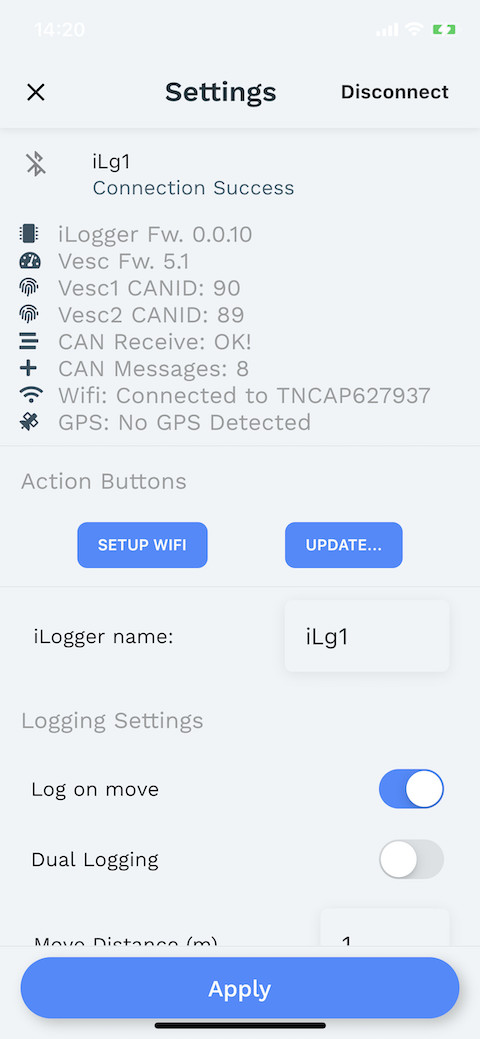 14:20
Settings
Disconnect
iLg1
Connection Success
iLogger Fw. 0.0.10
Vesc Fw. 5.1
Vesc1 CANID: 90
Vesc2 CANID: 89
CAN Receive: OK!
CAN Messages: 8
Wifi: Connected to TNCAP627937
GPS: No GPS Detected
Action Buttons
SETUP WIFI
UPDATE...
iLogger name:
iLg1
Logging Settings
Log on move
Dual Logging
Move Distance (m)
1
Apply